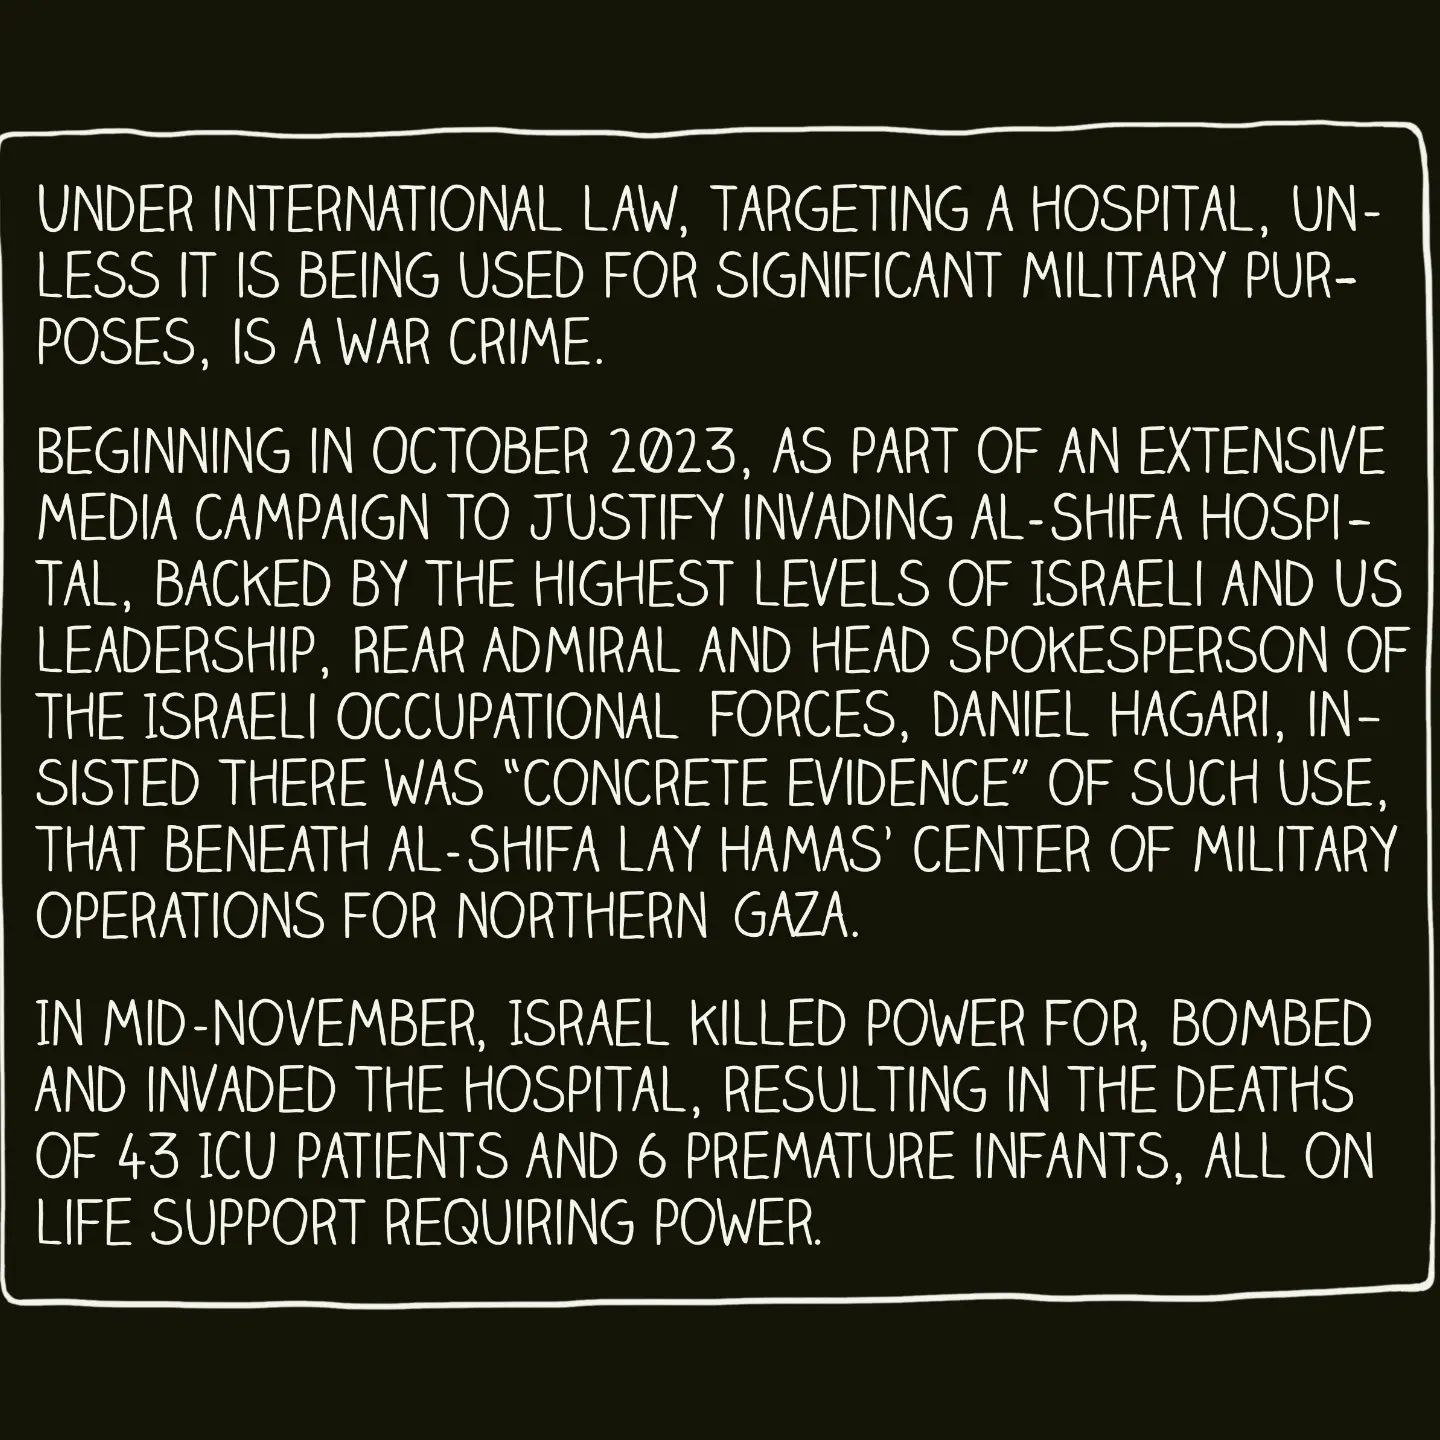 UNDER INTERNATIONAL LAW, TARGETING A HOSPITAL, UN-
LESS IT IS BEING USED FOR SIGNIFICANT MILITARY PUR-
POSES, IS A WAR CRIME.
BEGINNING IN OCTOBER 2023, AS PART OF AN EXTENSIVE
MEDIA CAMPAIGN TO JUSTIFY INVADING AL-SHIFA HOSPI-
TAL, BACKED BY THE HIGHEST LEVELS OF ISRAELI AND US
LEADERSHIP, REAR ADMIRAL AND HEAD SPOKESPERSON OF
THE ISRAELI OCCUPATIONAL FORCES, DANIEL HAGARI, IN-
SISTED THERE WAS "CONCRETE EVIDENCE" OF SUCH USE,
THAT BENEATH AL-SHIFA LAY HAMAS' CENTER OF MILITARY
OPERATIONS FOR NORTHERN GAZA.
IN MID-NOVEMBER, ISRAEL KILLED POWER FOR, BOMBED
AND INVADED THE HOSPITAL, RESULTING IN THE DEATHS
OF 43 ICU PATIENTS AND 6 PREMATURE INFANTS, ALL ON
LIFE SUPPORT REQUIRING POWER.